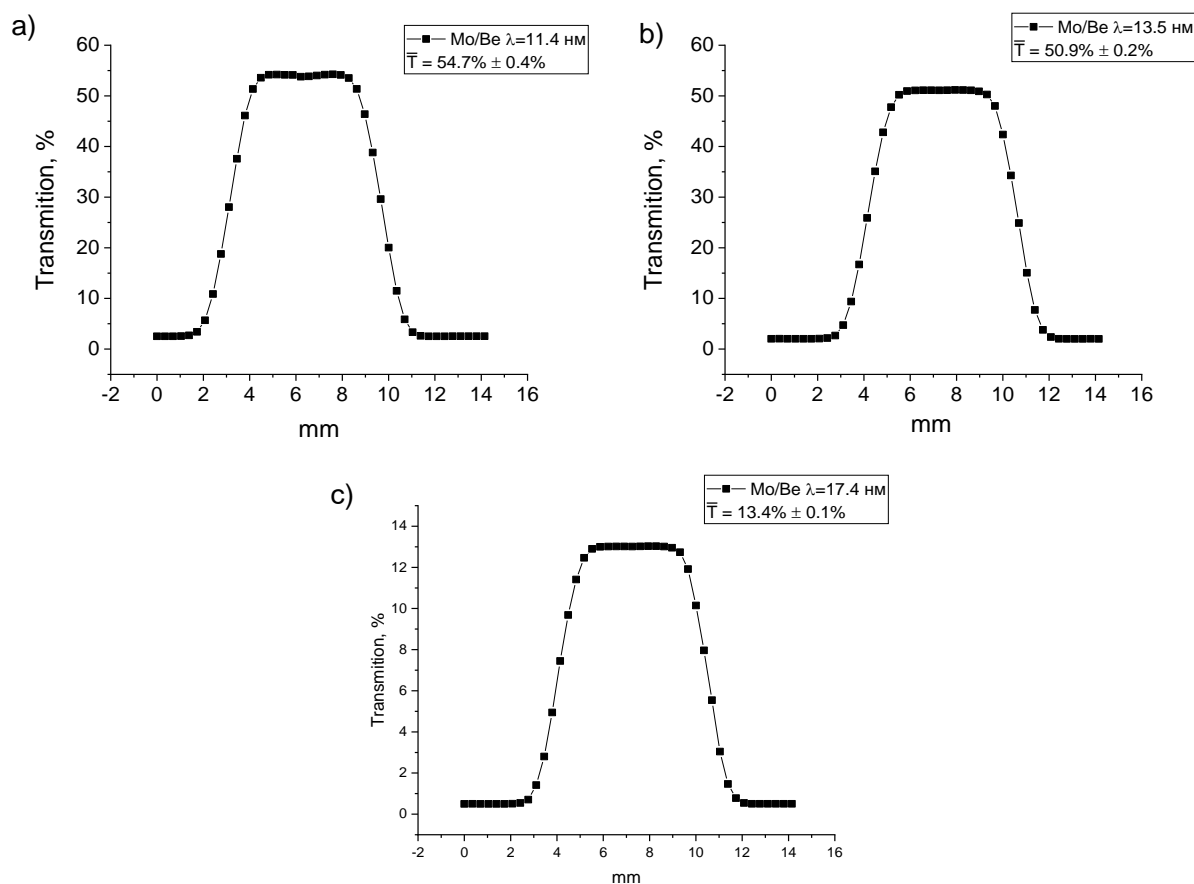 a)
Mo/Be λ=11.4 нм
T̅ = 54.7% ± 0.4%
60
50
40
30
20
10
0
Transmition, %
-2 0 2 4 6 8 10 12 14 16
mm
b)
Mo/Be λ=13.5 нм
T̅ = 50.9% ± 0.2%
60
50
40
30
20
10
0
Transmition, %
-2 0 2 4 6 8 10 12 14 16
mm
c)
Mo/Be λ=17.4 нм
T̅ = 13.4% ± 0.1%
14
12
10
8
6
4
2
0
Transmition, %
-2 0 2 4 6 8 10 12 14 16
mm